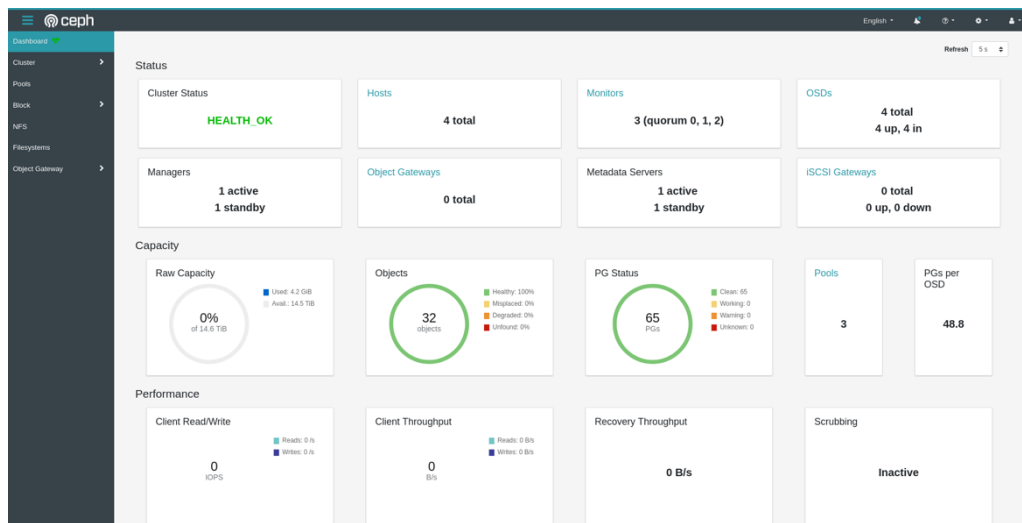 ceph
English
Dashboard
Cluster
Pools
Block
NFS
Filesystems
Object Gateway
Refresh 5 s
Status
Cluster Status
HEALTH_OK
Hosts
4 total
Monitors
3 (quorum 0, 1, 2)
OSDs
4 total
4 up, 4 in
Managers
1 active
1 standby
Object Gateways
0 total
Metadata Servers
1 active
1 standby
iSCSI Gateways
0 total
0 up, 0 down
Capacity
Raw Capacity
0%
of 14.6 TiB
Used: 4.2 GiB
Avail.: 14.5 TiB
Objects
32
objects
Healthy: 100%
Misplaced: 0%
Degraded: 0%
Unfound: 0%
PG Status
65
PGs
Clean: 65
Working: 0
Warning: 0
Unknown: 0
Pools
3
PGs per
OSD
48.8
Performance
Client Read/Write
Reads: 0 /s
Writes: 0 /s
0
IOPS
Client Throughput
Reads: 0 B/s
Writes: 0 B/s
0
B/s
Recovery Throughput
0 B/s
Scrubbing
Inactive